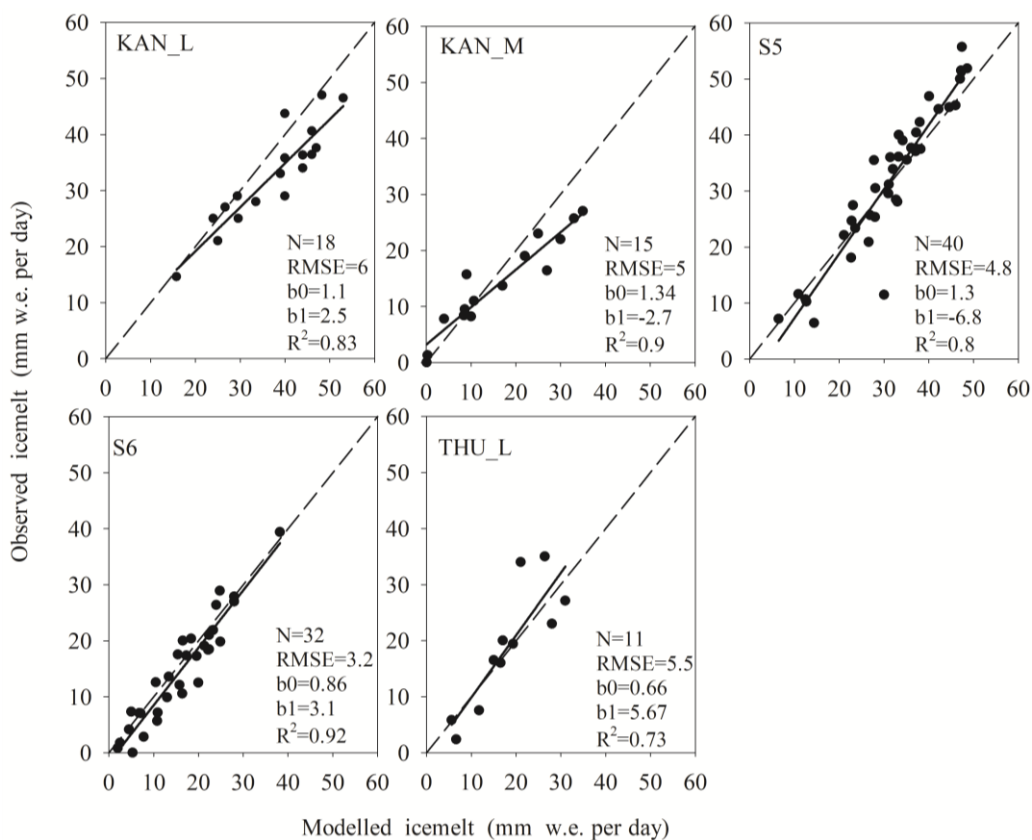 Observed icemelt (mm w.e. per day)
KAN_L
60
50
40
30
20
10
0
0 10 20 30 40 50 60
N=18
RMSE=6
b0=1.1
b1=2.5
R²=0.83
KAN_M
60
50
40
30
20
10
0
0 10 20 30 40 50 60
N=15
RMSE=5
b0=1.34
b1=-2.7
R²=0.9
S5
60
50
40
30
20
10
0
0 10 20 30 40 50 60
N=40
RMSE=4.8
b0=1.3
b1=-6.8
R²=0.8
S6
60
50
40
30
20
10
0
0 10 20 30 40 50 60
N=32
RMSE=3.2
b0=0.86
b1=3.1
R²=0.92
THU_L
60
50
40
30
20
10
0
0 10 20 30 40 50 60
N=11
RMSE=5.5
b0=0.66
b1=5.67
R²=0.73
Modelled icemelt (mm w.e. per day)